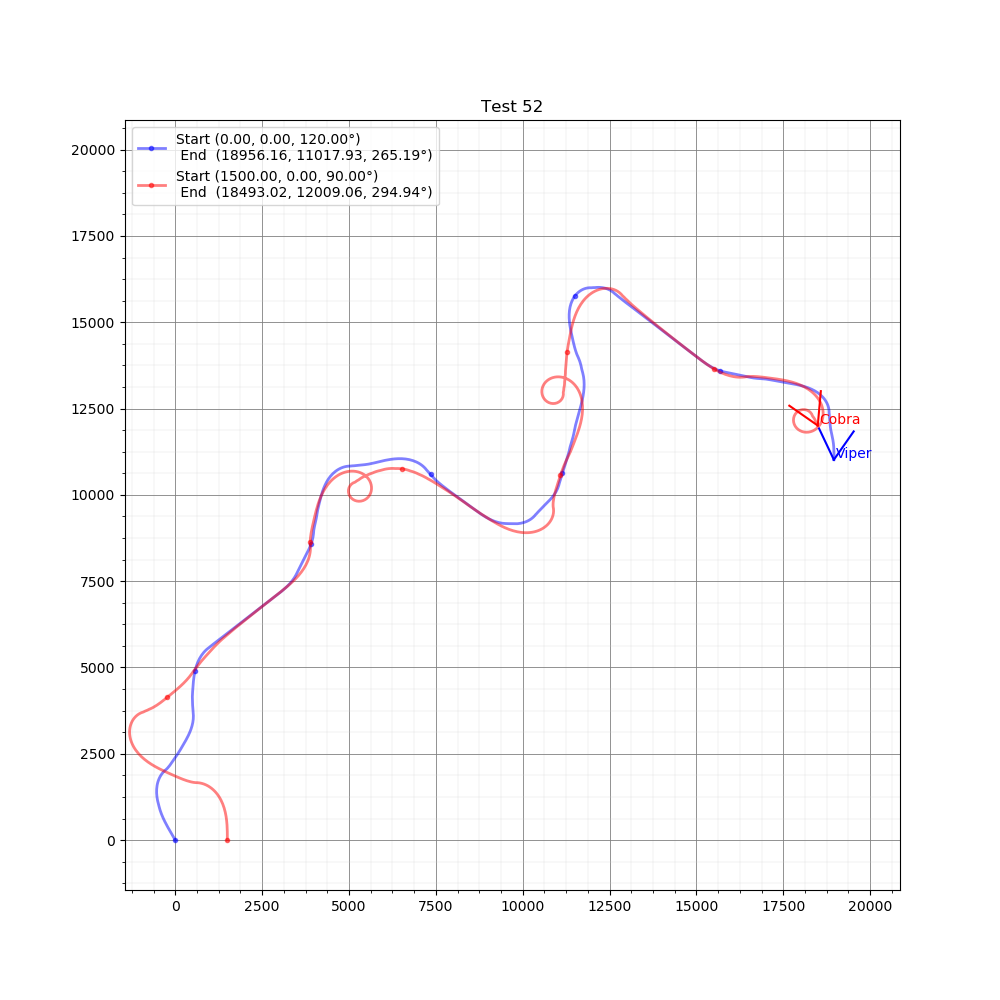 Test 52
Start (0.00, 0.00, 120.00°)
End (18956.16, 11017.93, 265.19°)
Start (1500.00, 0.00, 90.00°)
End (18493.02, 12009.06, 294.94°)
20000
17500
15000
12500
10000
7500
5000
2500
0
Cobra
Viper
0 2500 5000 7500 10000 12500 15000 17500 20000